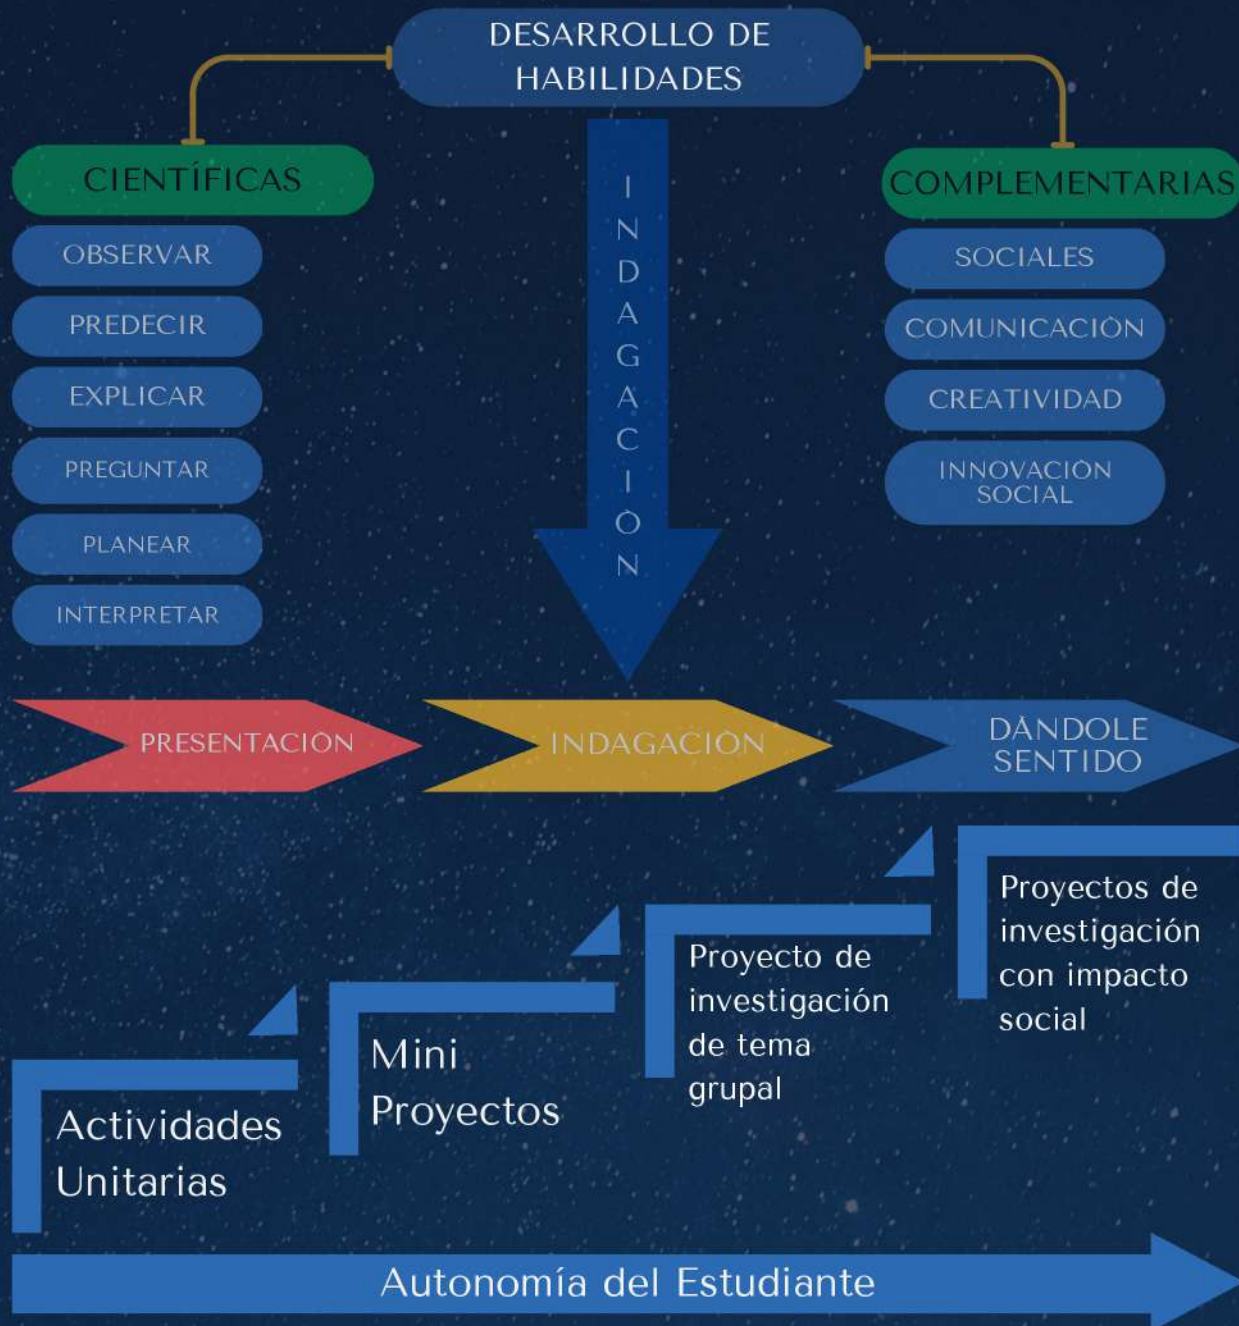 DESARROLLO DE
HABILIDADES
CIENTÍFICAS
OBSERVAR
PREDECIR
EXPLICAR
PREGUNTAR
PLANEAR
INTERPRETAR
INDAGACIÓN
COMPLEMENTARIAS
SOCIALES
COMUNICACIÓN
CREATIVIDAD
INNOVACIÓN
SOCIAL
PRESENTACIÓN
INDAGACIÓN
DÁNDOLE
SENTIDO
Actividades
Unitarias
Mini
Proyectos
Proyecto de
investigación
de tema
grupal
Proyectos de
investigación
con impacto
social
Autonomía del Estudiante